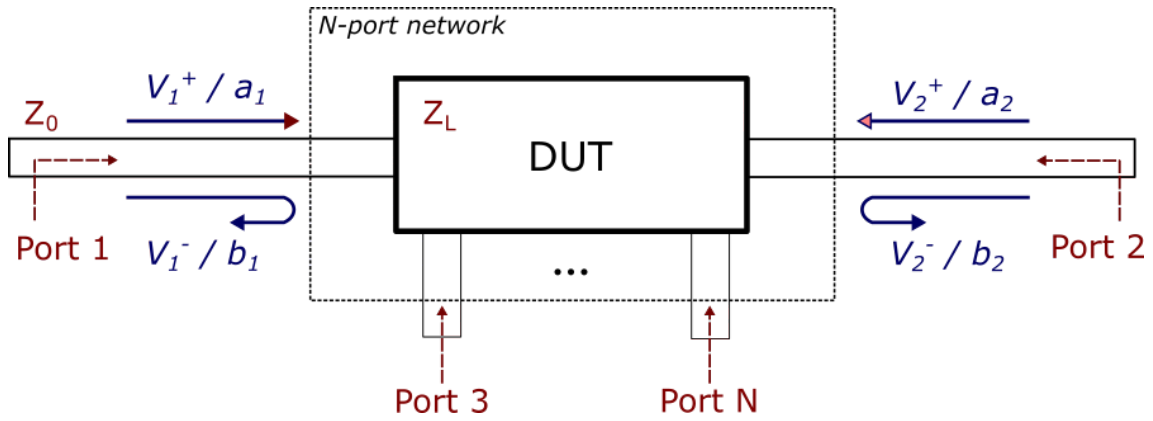 N-port network
V₁⁺ / a₁
V₂⁺ / a₂
Z₀
Z_L
DUT
Port 1
V₁⁻ / b₁
...
V₂⁻ / b₂
Port 2
Port 3
Port N